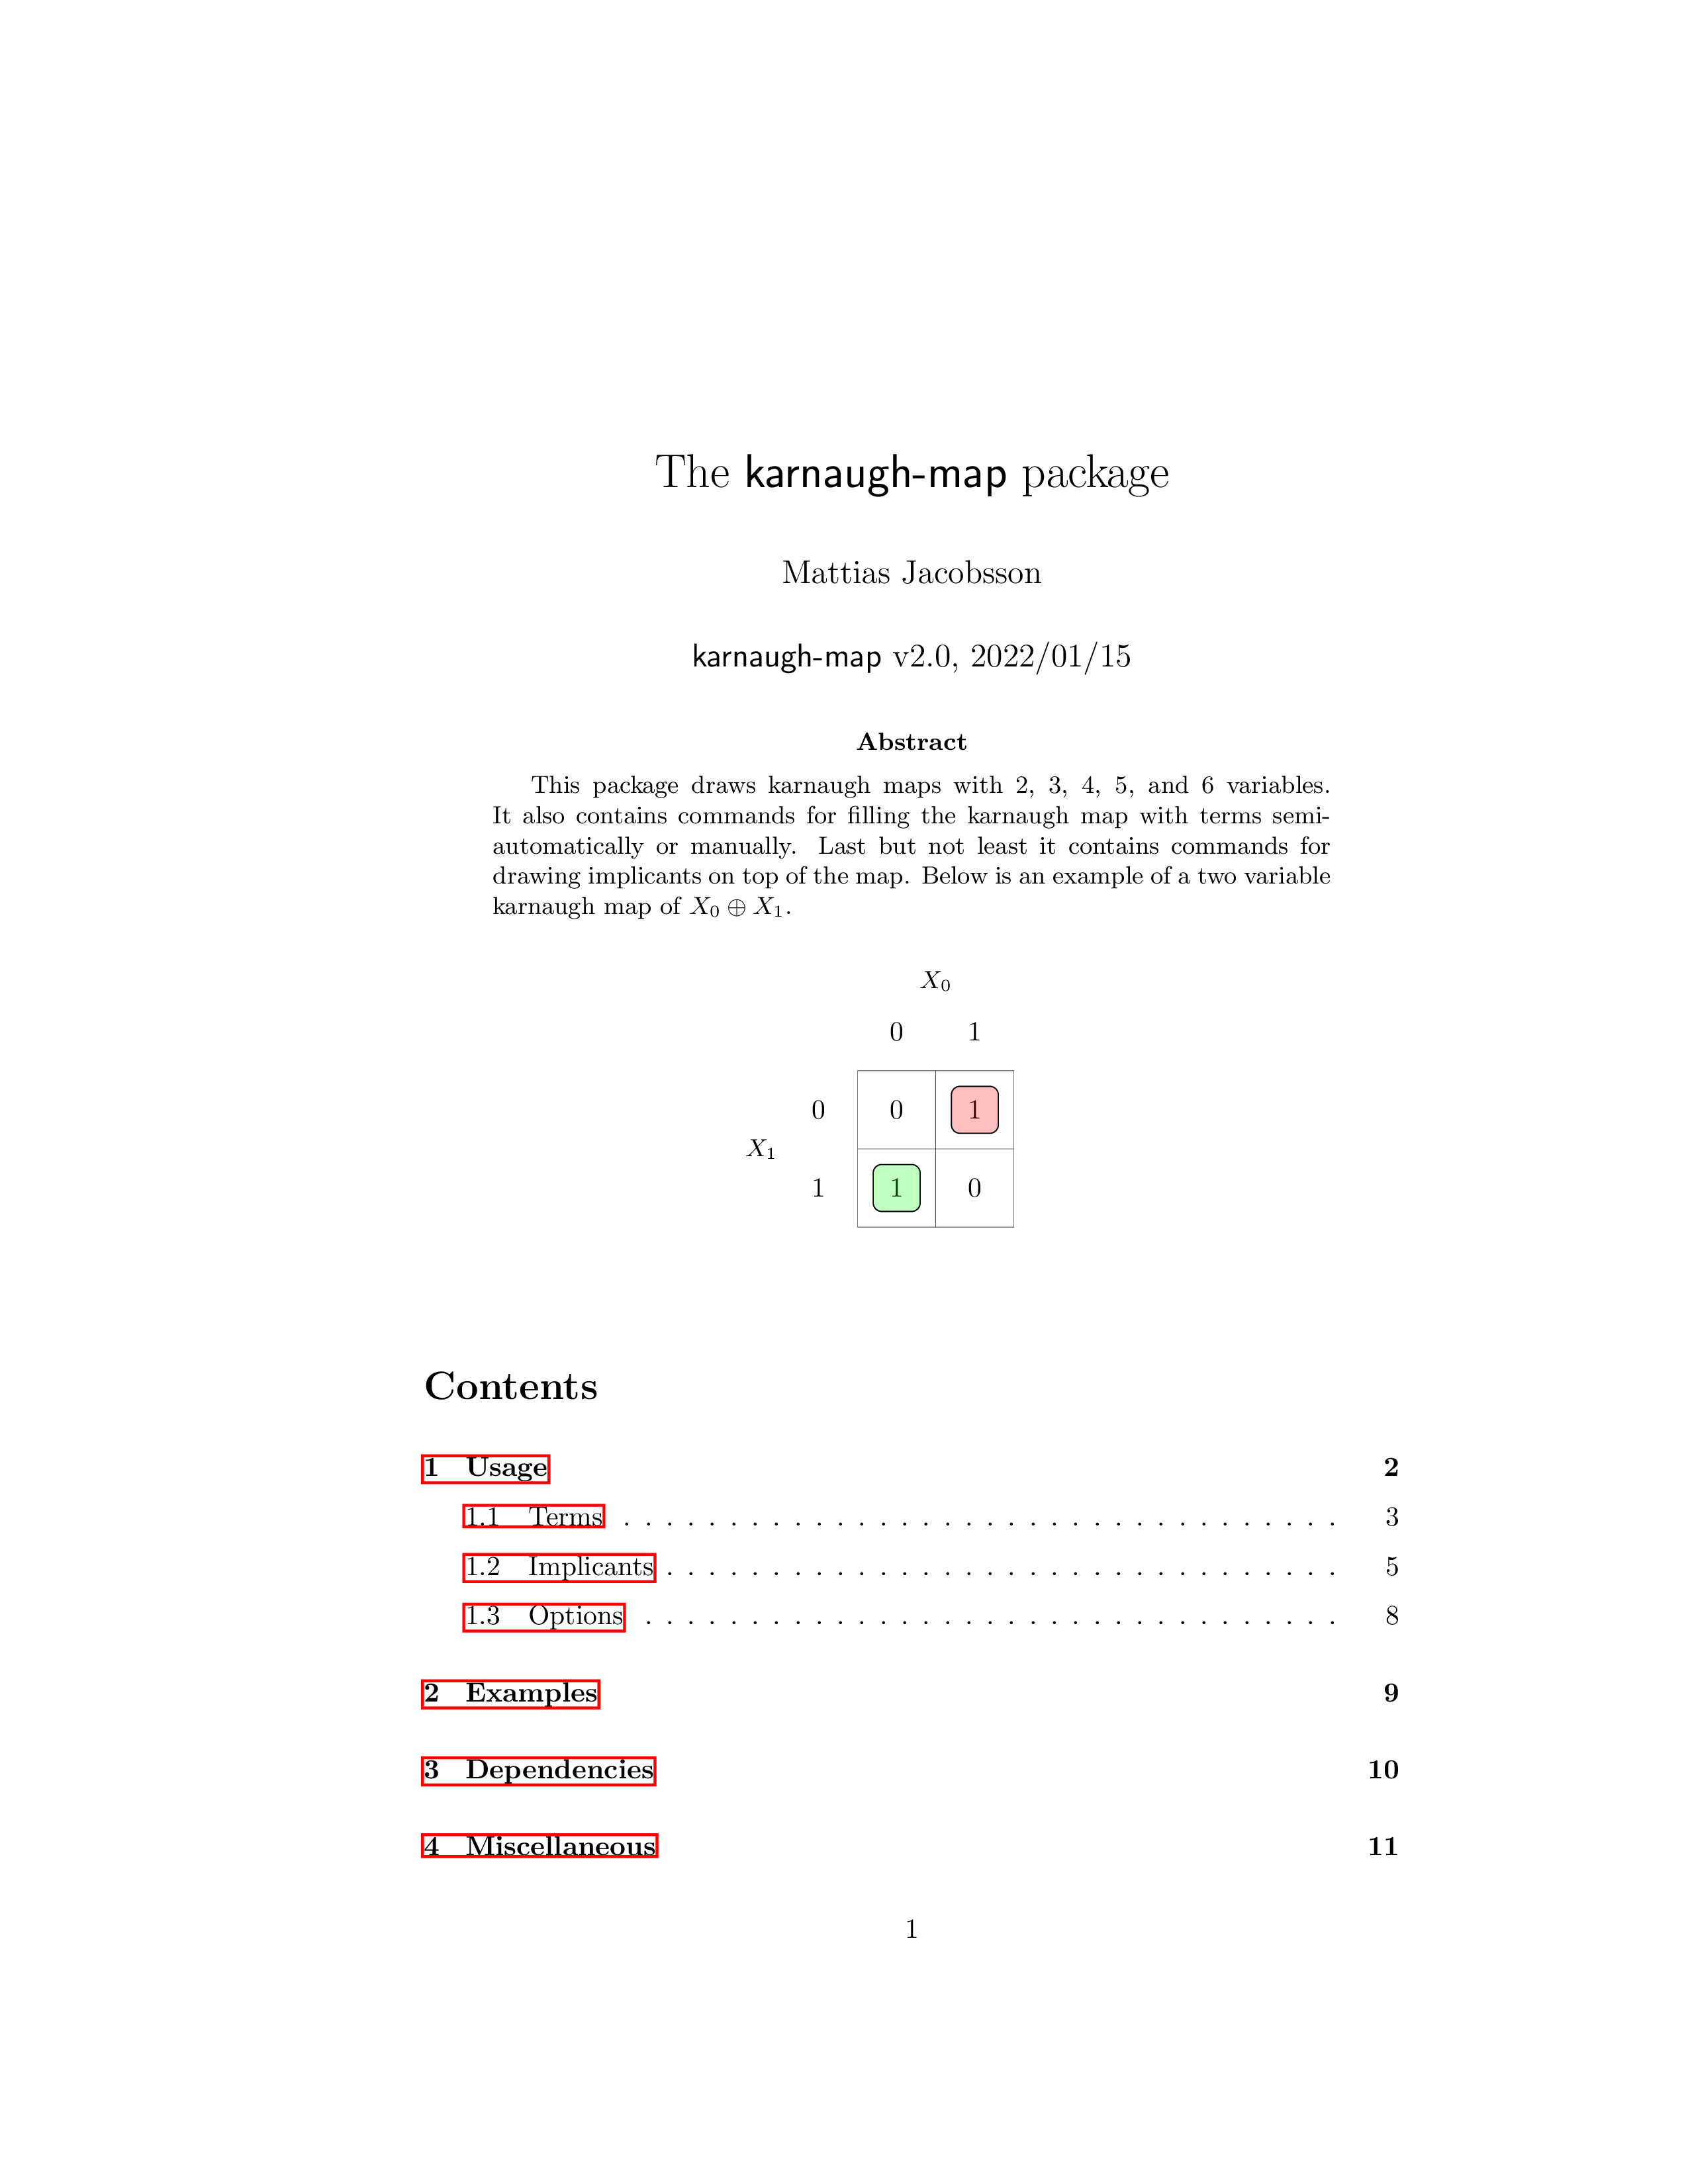 The karnaugh-map package
Mattias Jacobsson
karnaugh-map v2.0, 2022/01/15
Abstract
This package draws karnaugh maps with 2, 3, 4, 5, and 6 variables.
It also contains commands for filling the karnaugh map with terms semi-
automatically or manually. Last but not least it contains commands for
drawing implicants on top of the map. Below is an example of a two variable
karnaugh map of X₀ ⊕ X₁.
X₀
0 1
0 0 1
X₁
1 1 0
Contents
1 Usage 2
1.1 Terms . . . . . . . . . . . . . . . . . . . . . . . . . . . . . . . . . . 3
1.2 Implicants . . . . . . . . . . . . . . . . . . . . . . . . . . . . . . . . 5
1.3 Options . . . . . . . . . . . . . . . . . . . . . . . . . . . . . . . . . 8
2 Examples 9
3 Dependencies 10
4 Miscellaneous 11
1